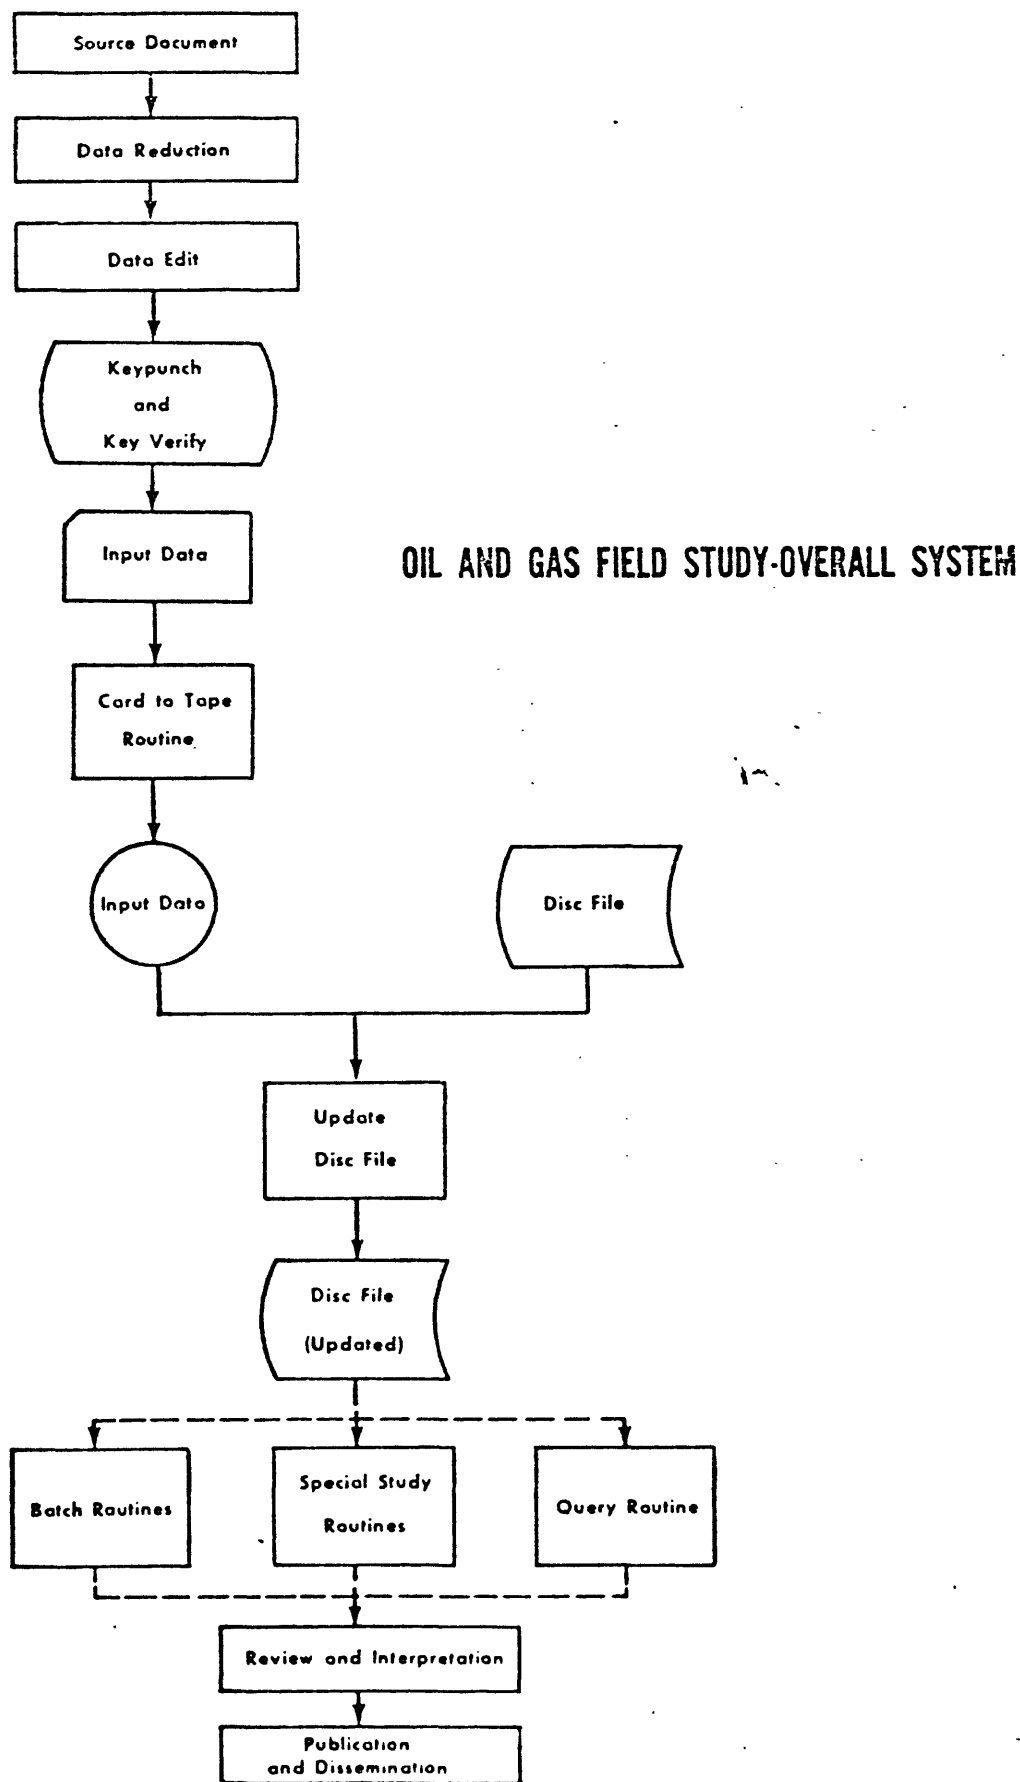 Source Document
Data Reduction
Data Edit
Keypunch
and
Key Verify
Input Data
OIL AND GAS FIELD STUDY-OVERALL SYSTEM
Card to Tape
Routine
Input Data
Disc File
Update
Disc File
Disc File
(Updated)
Batch Routines
Special Study
Routines
Query Routine
Review and Interpretation
Publication
and Dissemination